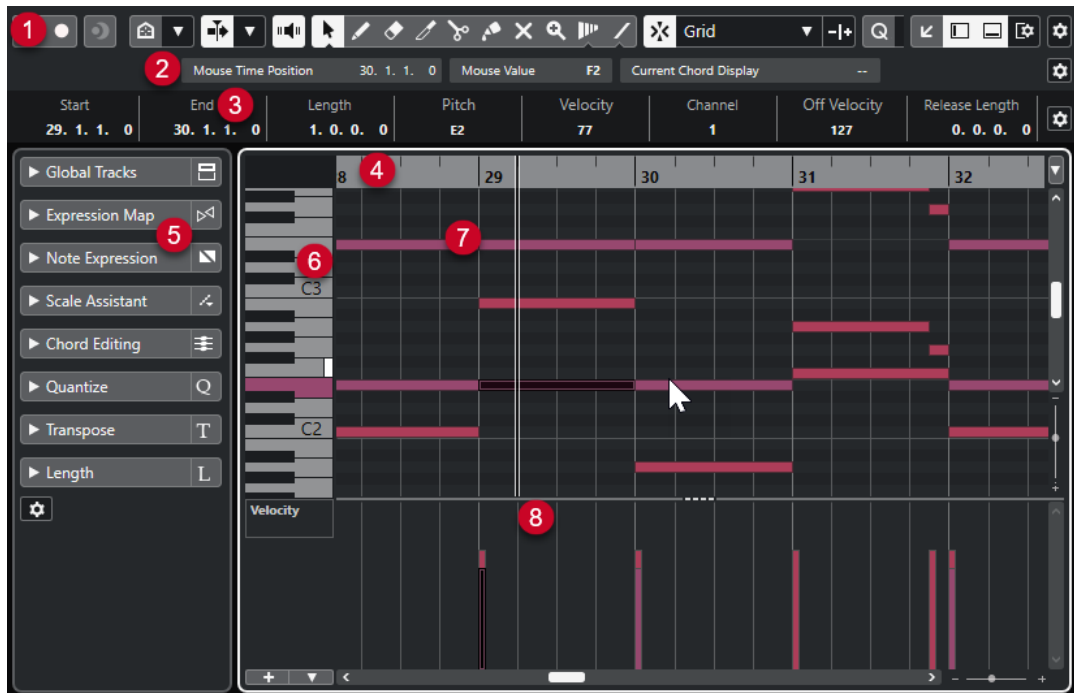 1 Grid Q
2 Mouse Time Position 30. 1. 1. 0 Mouse Value F2 Current Chord Display --
Start End 3 Length Pitch Velocity Channel Off Velocity Release Length
29. 1. 1. 0 30. 1. 1. 0 1. 0. 0. 0 E2 77 1 127 0. 0. 0. 0
Global Tracks
8 4 29 30 31 32
Expression Map
5
7
Note Expression
6
C3
Scale Assistant
Chord Editing
Quantize Q
Transpose T
C2
Length L
Velocity
8